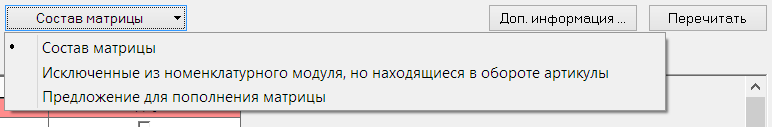 Состав матрицы Доп. информация ... Перечитать
Состав матрицы
Исключенные из номенклатурного модуля, но находящиеся в обороте артикулы
Предложение для пополнения матрицы